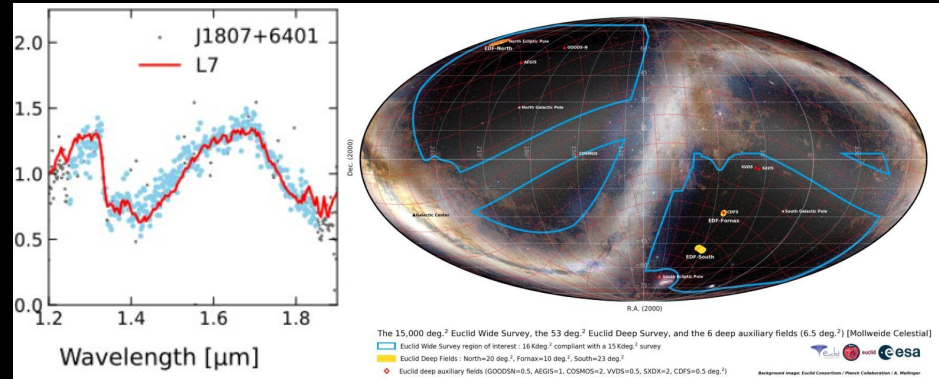 2.0
1.5
1.0
0.5
0.0
1.2
1.4
1.6
1.8
J1807+6401
L7
Wavelength [μm]
North Ecliptic Pole
EDF-North
GOODS-N
AEGIS
North Galactic Pole
COSMOS
VVDS
SXDS
CDFS
EDF-Fornax
South Galactic Pole
Galactic Center
EDF-South
South Ecliptic Pole
Dec. (2000)
R.A. (2000)
The 15,000 deg.² Euclid Wide Survey, the 53 deg.² Euclid Deep Survey, and the 6 deep auxiliary fields (6.5 deg.²) [Mollweide Celestial]
Euclid Wide Survey region of interest : 16 Kdeg.² compliant with a 15 Kdeg.² survey
Euclid Deep Fields : North=20 deg.², Fornax=10 deg.², South=23 deg.²
Euclid deep auxiliary fields (GOODSN=0.5, AEGIS=1, COSMOS=2, VVDS=0.5, SXDX=2, CDFS=0.5 deg.²)
euclid
euclid
esa
Background image: Euclid Consortium / Planck Collaboration / A. Mellinger